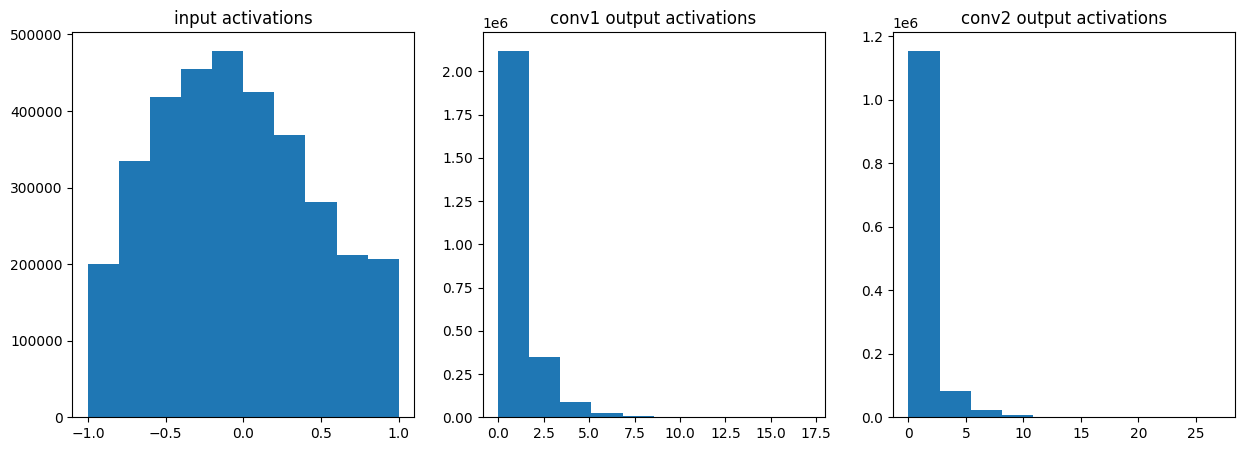 input activations
500000
400000
300000
200000
100000
0
−1.0 −0.5 0.0 0.5 1.0
conv1 output activations
1e6
2.00
1.75
1.50
1.25
1.00
0.75
0.50
0.25
0.00
0.0 2.5 5.0 7.5 10.0 12.5 15.0 17.5
conv2 output activations
1e6
1.2
1.0
0.8
0.6
0.4
0.2
0.0
0 5 10 15 20 25